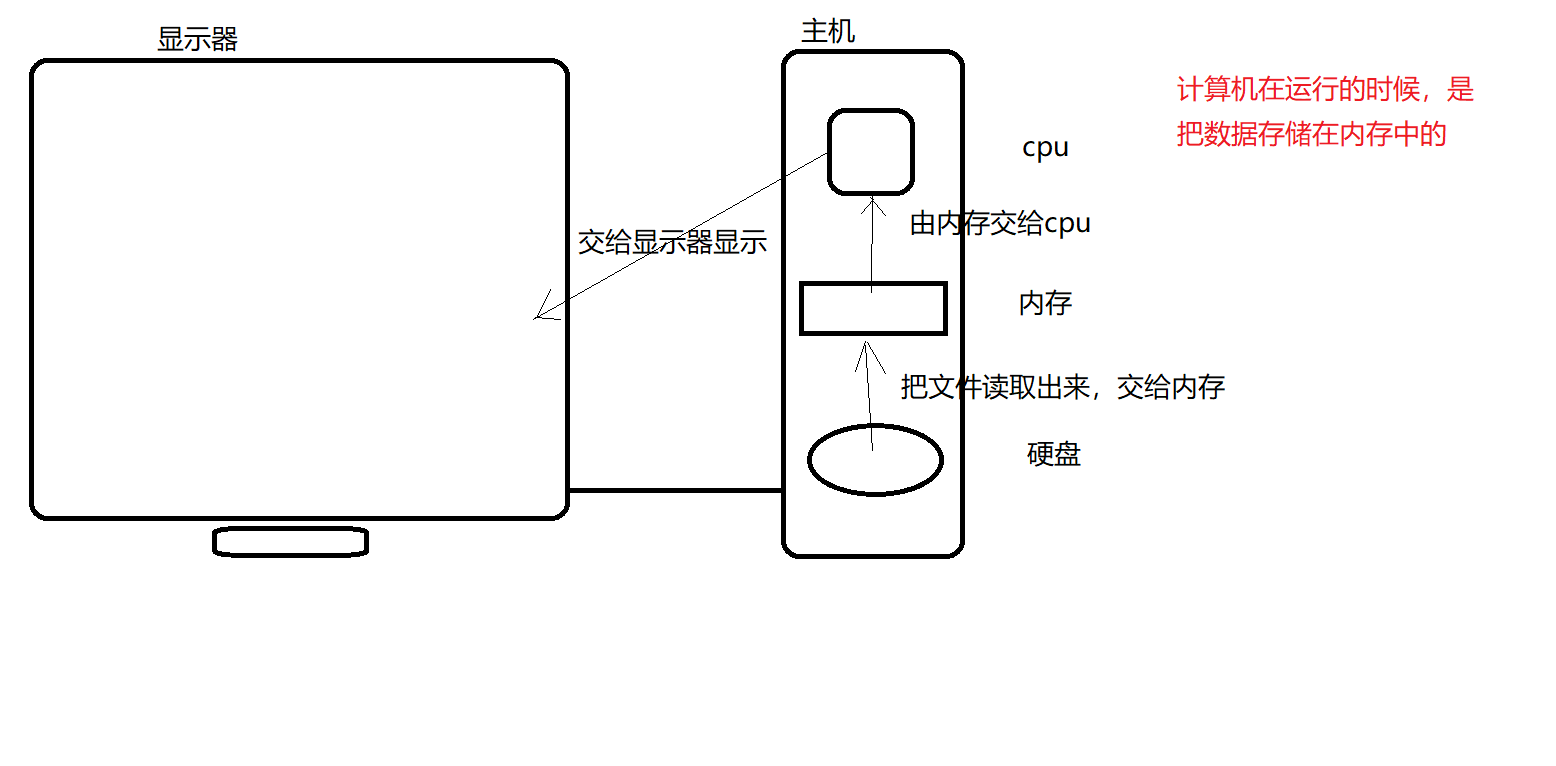 显示器
主机
计算机在运行的时候，是
把数据存储在内存中的
cpu
由内存交给cpu
交给显示器显示
内存
把文件读取出来，交给内存
硬盘